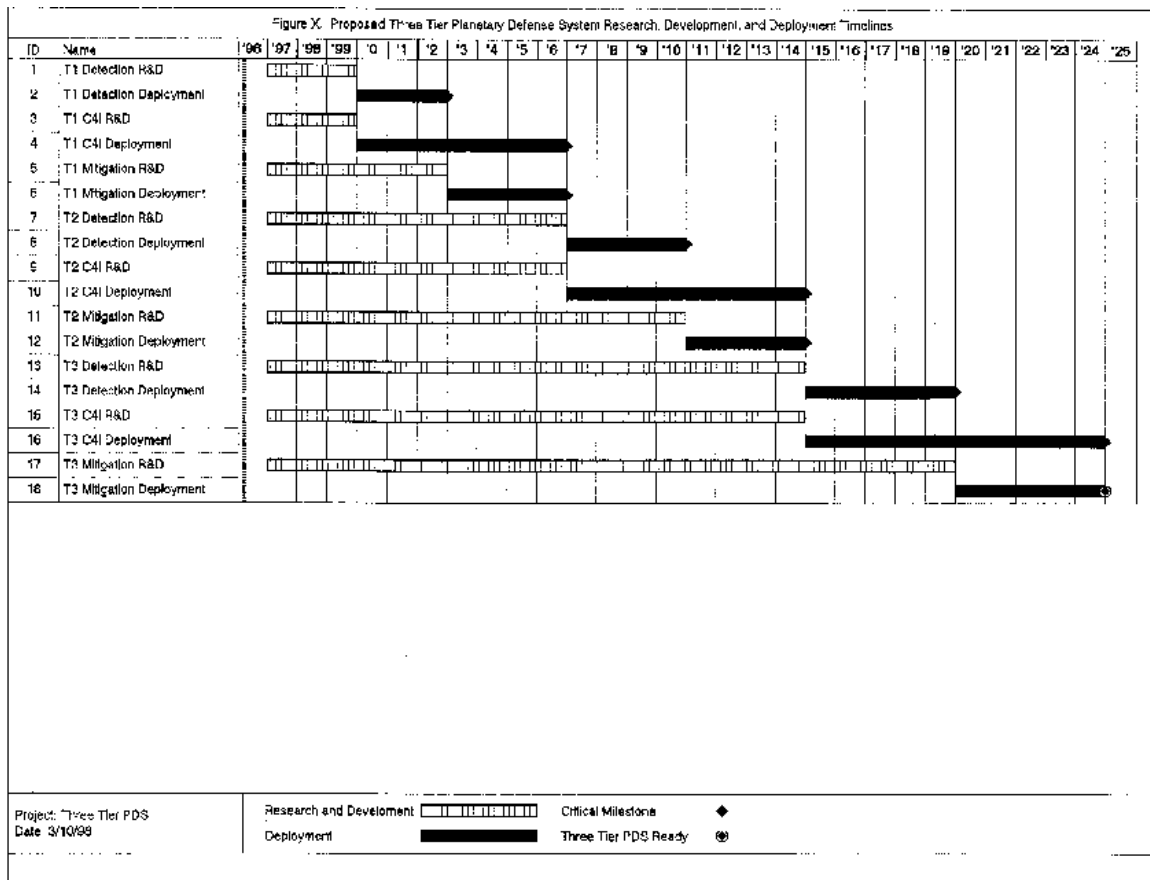 Figure X. Proposed Three Tier Planetary Defense System Research, Development, and Deployment Timelines
ID Name '96 '97 '98 '99 '0 '1 '2 '3 '4 '5 '6 '7 '8 '9 '10 '11 '12 '13 '14 '15 '16 '17 '18 '19 '20 '21 '22 '23 '24 '25
1 T1 Detection R&D
2 T1 Detection Deployment
3 T1 C4I R&D
4 T1 C4I Deployment
5 T1 Mitigation R&D
6 T1 Mitigation Deployment
7 T2 Detection R&D
8 T2 Detection Deployment
9 T2 C4I R&D
10 T2 C4I Deployment
11 T2 Mitigation R&D
12 T2 Mitigation Deployment
13 T3 Detection R&D
14 T3 Detection Deployment
15 T3 C4I R&D
16 T3 C4I Deployment
17 T3 Mitigation R&D
18 T3 Mitigation Deployment
Project: Three Tier PDS
Date: 3/10/96
Research and Develoment
Critical Milestone
Deployment
Three Tier PDS Ready